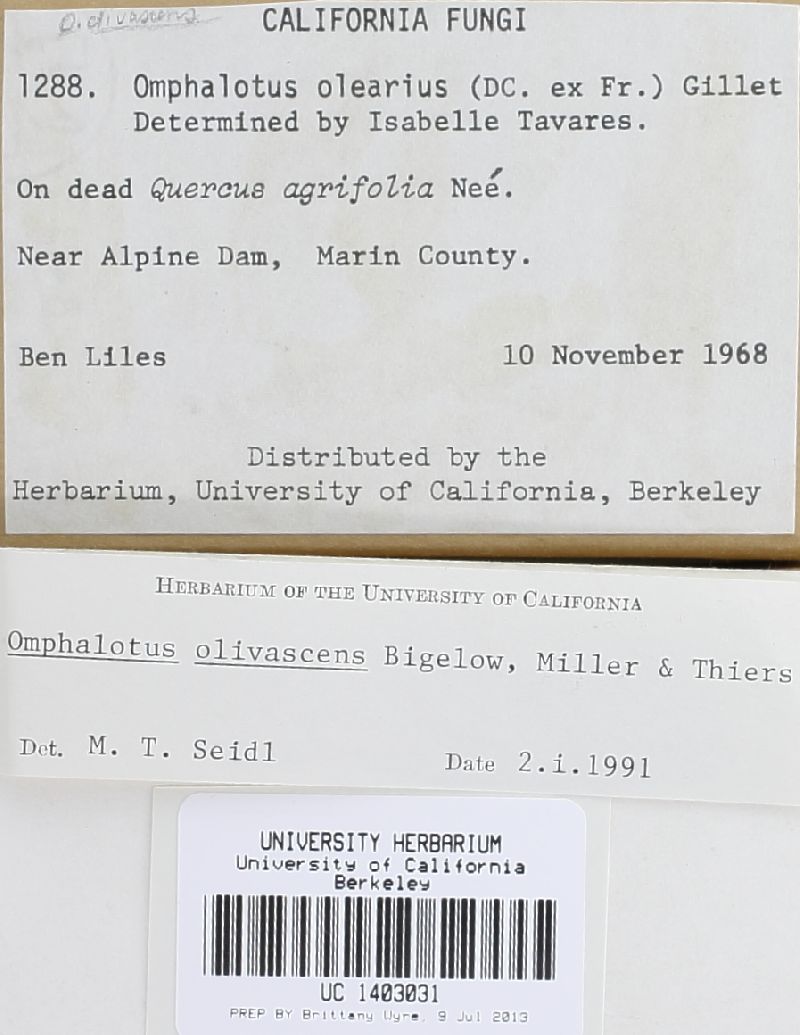 O. olivascens
CALIFORNIA FUNGI
1288. Omphalotus olearius (DC. ex Fr.) Gillet
Determined by Isabelle Tavares.
On dead Quercus agrifolia Neé.
Near Alpine Dam, Marin County.
Ben Liles 10 November 1968
Distributed by the
Herbarium, University of California, Berkeley
HERBARIUM OF THE UNIVERSITY OF CALIFORNIA
Omphalotus olivascens Bigelow, Miller & Thiers
Det. M. T. Seidl Date 2.i.1991
UNIVERSITY HERBARIUM
University of California
Berkeley
UC 1403031
PREP BY Brittany Wyre, 9 Jul 2013